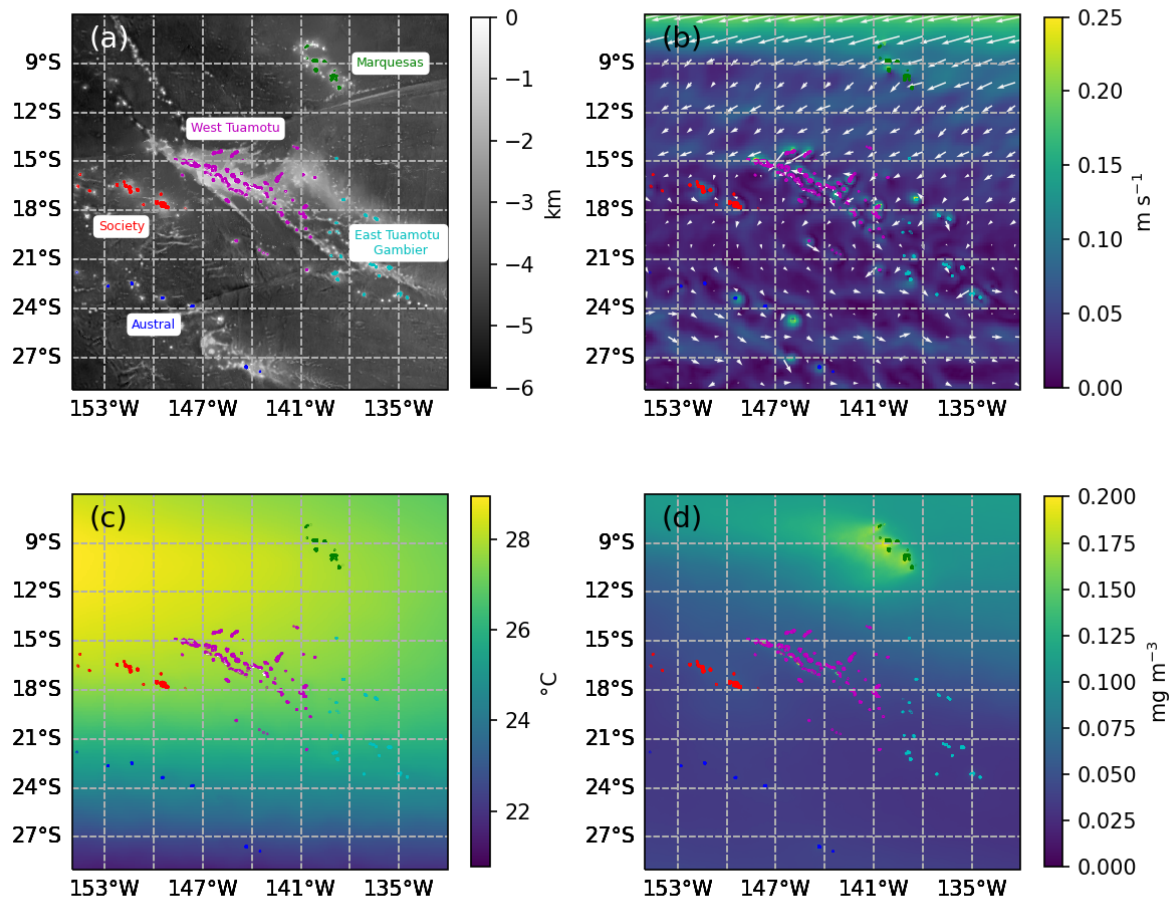 (a)
9°S
12°S
15°S
18°S
21°S
24°S
27°S
153°W
147°W
141°W
135°W
Marquesas
West Tuamotu
Society
East Tuamotu
Gambier
Austral
0
−1
−2
−3
−4
−5
−6
km
(b)
9°S
12°S
15°S
18°S
21°S
24°S
27°S
153°W
147°W
141°W
135°W
0.25
0.20
0.15
0.10
0.05
0.00
m s⁻¹
(c)
9°S
12°S
15°S
18°S
21°S
24°S
27°S
153°W
147°W
141°W
135°W
28
26
24
22
°C
(d)
9°S
12°S
15°S
18°S
21°S
24°S
27°S
153°W
147°W
141°W
135°W
0.200
0.175
0.150
0.125
0.100
0.075
0.050
0.025
0.000
mg m⁻³